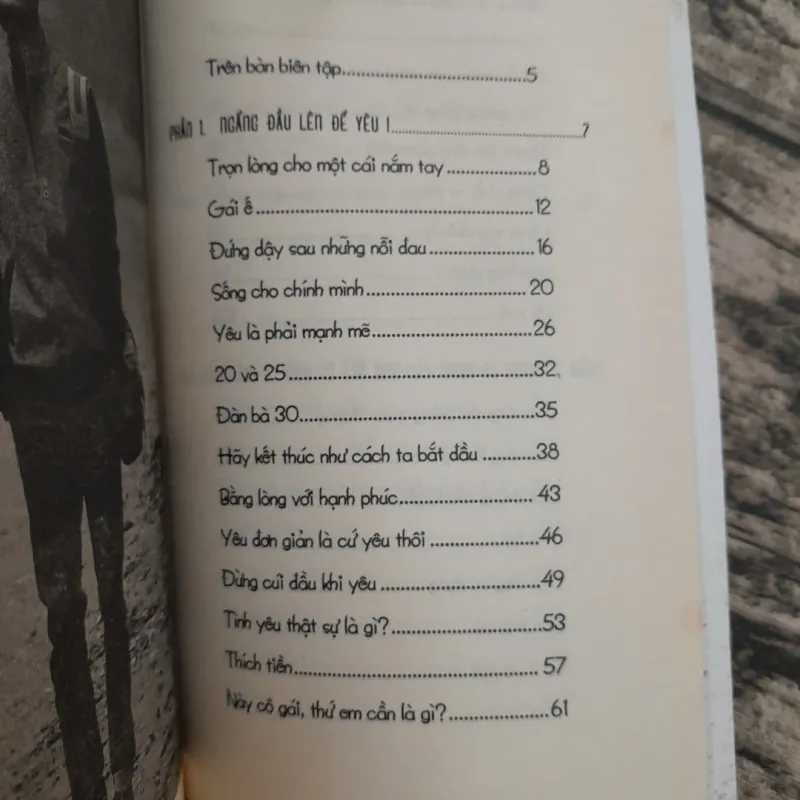 Trên bàn biên tập..............................5
PHẦN 1. NGẨNG ĐẦU LÊN ĐỂ YÊU !..............................7
Trọn lòng cho một cái nắm tay ...............8
Gái ế..............................................12
Đứng dậy sau những nỗi đau.................16
Sống cho chính mình.......................... 20
Yêu là phải mạnh mẽ..........................26
20 và 25.........................................32
Đàn bà 30.......................................35
Hãy kết thúc như cách ta bắt đầu .........38
Bằng lòng với hạnh phúc...................... 43
Yêu đơn giản là cứ yêu thôi ..................46
Đừng cúi đầu khi yêu ..........................49
Tình yêu thật sự là gì?.........................53
Thích tiền........................................ 57
Này cô gái, thứ em cần là gì?.................61